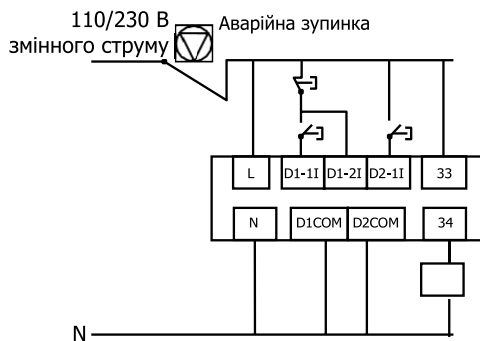 110/230 В
змінного струму
Аварійна зупинка
L D1-1I D1-2I D2-1I 33
N D1COM D2COM 34
N